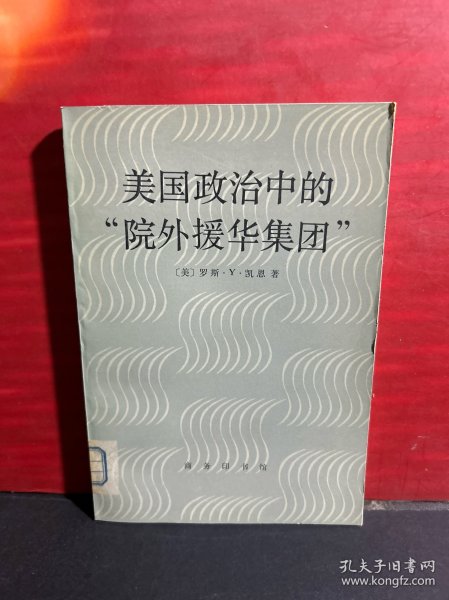 美国政治中的
“院外援华集团”
〔美〕罗斯·Y·凯恩 著
商务印书馆
孔夫子旧书网
www.kongfz.com